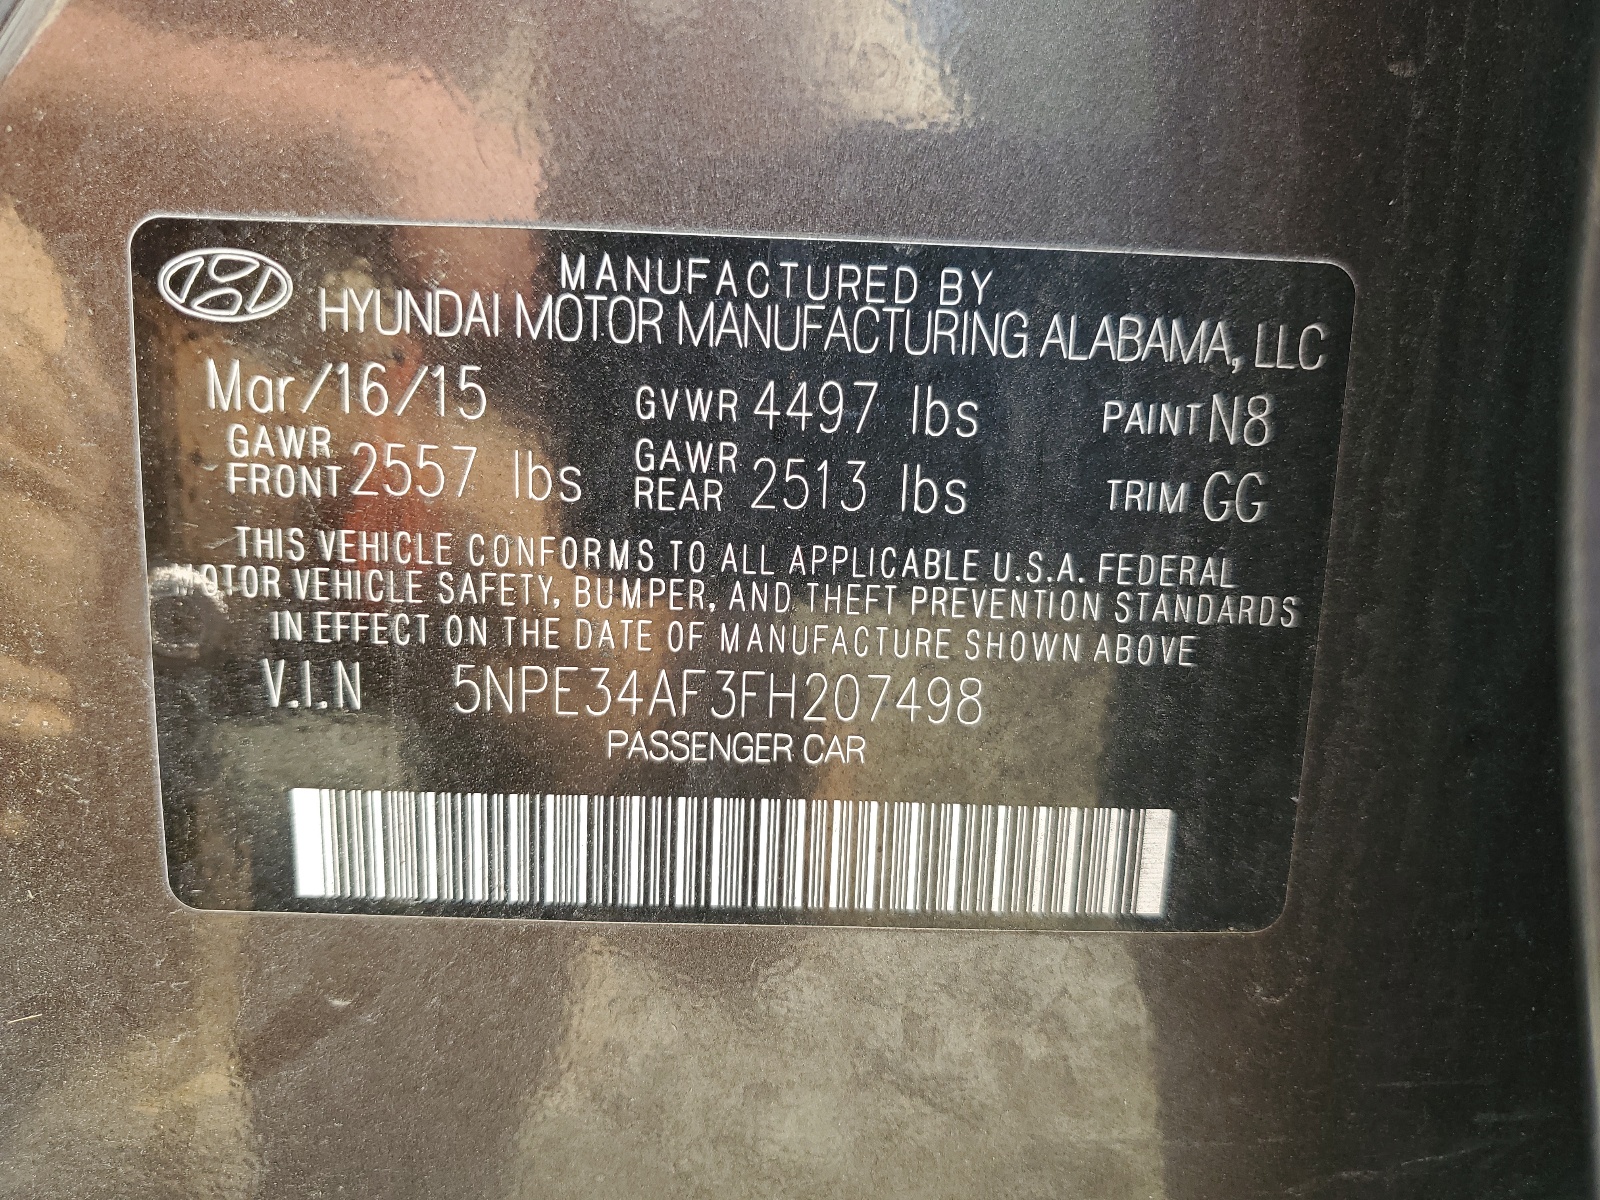 MANUFACTURED BY
HYUNDAI MOTOR MANUFACTURING ALABAMA, LLC
Mar/16/15 GVWR 4497 lbs PAINT N8
GAWR FRONT 2557 lbs GAWR REAR 2513 lbs TRIM GG
THIS VEHICLE CONFORMS TO ALL APPLICABLE U.S.A. FEDERAL
MOTOR VEHICLE SAFETY, BUMPER, AND THEFT PREVENTION STANDARDS
IN EFFECT ON THE DATE OF MANUFACTURE SHOWN ABOVE
V.I.N 5NPE34AF3FH207498
PASSENGER CAR